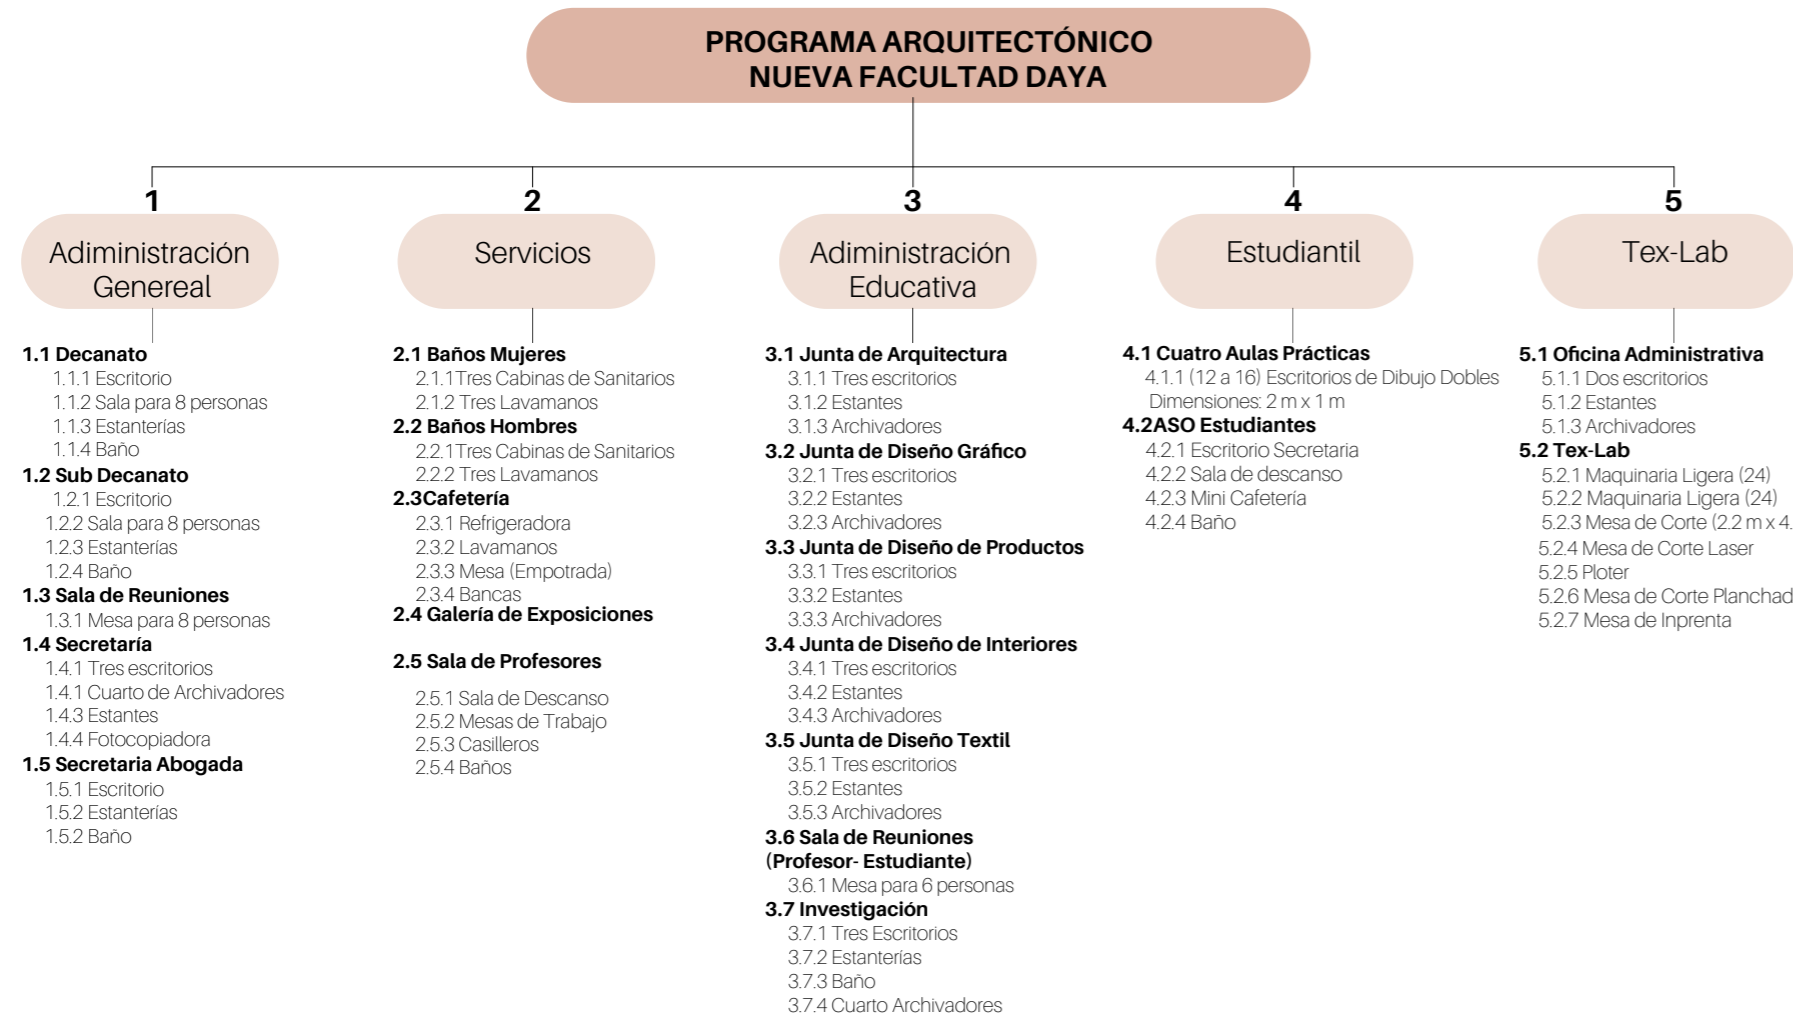 PROGRAMA ARQUITECTÓNICO
NUEVA FACULTAD DAYA
1
Adiministración
Genereal
1.1 Decanato
1.1.1 Escritorio
1.1.2 Sala para 8 personas
1.1.3 Estanterías
1.1.4 Baño
1.2 Sub Decanato
1.2.1 Escritorio
1.2.2 Sala para 8 personas
1.2.3 Estanterías
1.2.4 Baño
1.3 Sala de Reuniones
1.3.1 Mesa para 8 personas
1.4 Secretaría
1.4.1 Tres escritorios
1.4.1 Cuarto de Archivadores
1.4.3 Estantes
1.4.4 Fotocopiadora
1.5 Secretaria Abogada
1.5.1 Escritorio
1.5.2 Estanterías
1.5.2 Baño
2
Servicios
2.1 Baños Mujeres
2.1.1Tres Cabinas de Sanitarios
2.1.2 Tres Lavamanos
2.2 Baños Hombres
2.2.1Tres Cabinas de Sanitarios
2.2.2 Tres Lavamanos
2.3Cafetería
2.3.1 Refrigeradora
2.3.2 Lavamanos
2.3.3 Mesa (Empotrada)
2.3.4 Bancas
2.4 Galería de Exposiciones
2.5 Sala de Profesores
2.5.1 Sala de Descanso
2.5.2 Mesas de Trabajo
2.5.3 Casilleros
2.5.4 Baños
3
Adiministración
Educativa
3.1 Junta de Arquitectura
3.1.1 Tres escritorios
3.1.2 Estantes
3.1.3 Archivadores
3.2 Junta de Diseño Gráfico
3.2.1 Tres escritorios
3.2.2 Estantes
3.2.3 Archivadores
3.3 Junta de Diseño de Productos
3.3.1 Tres escritorios
3.3.2 Estantes
3.3.3 Archivadores
3.4 Junta de Diseño de Interiores
3.4.1 Tres escritorios
3.4.2 Estantes
3.4.3 Archivadores
3.5 Junta de Diseño Textil
3.5.1 Tres escritorios
3.5.2 Estantes
3.5.3 Archivadores
3.6 Sala de Reuniones
(Profesor- Estudiante)
3.6.1 Mesa para 6 personas
3.7 Investigación
3.7.1 Tres Escritorios
3.7.2 Estanterías
3.7.3 Baño
3.7.4 Cuarto Archivadores
4
Estudiantil
4.1 Cuatro Aulas Prácticas
4.1.1 (12 a 16) Escritorios de Dibujo Dobles
Dimensiones: 2 m x 1 m
4.2ASO Estudiantes
4.2.1 Escritorio Secretaria
4.2.2 Sala de descanso
4.2.3 Mini Cafetería
4.2.4 Baño
5
Tex-Lab
5.1 Oficina Administrativa
5.1.1 Dos escritorios
5.1.2 Estantes
5.1.3 Archivadores
5.2 Tex-Lab
5.2.1 Maquinaria Ligera (24)
5.2.2 Maquinaria Ligera (24)
5.2.3 Mesa de Corte (2.2 m x 4.
5.2.4 Mesa de Corte Laser
5.2.5 Ploter
5.2.6 Mesa de Corte Planchad
5.2.7 Mesa de Inprenta